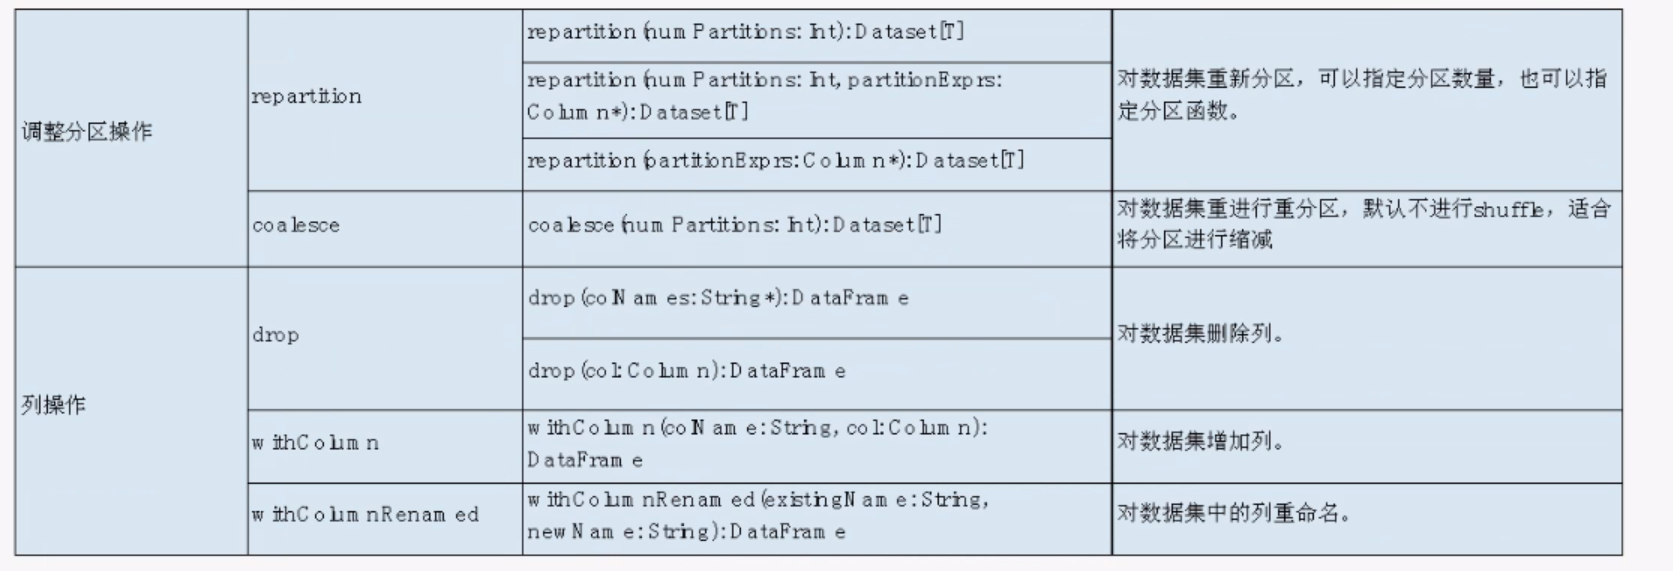 调整分区操作
repartition
repartition(numPartitions:Int):Dataset[T]
repartition(numPartitions:Int,partitionExprs:
Column*):Dataset[T]
repartition(partitionExprs:Column*):Dataset[T]
对数据集重新分区，可以指定分区数量，也可以指
定分区函数。
coalesce
coalesce(numPartitions:Int):Dataset[T]
对数据集重进行重分区，默认不进行shuffle，适合
将分区进行缩减
列操作
drop
drop(colNames:String*):DataFrame
drop(col:Column):DataFrame
对数据集删除列。
withColumn
withColumn(colName:String,col:Column):
DataFrame
对数据集增加列。
withColumnRenamed
withColumnRenamed(existingName:String,
newName:String):DataFrame
对数据集中的列重命名。